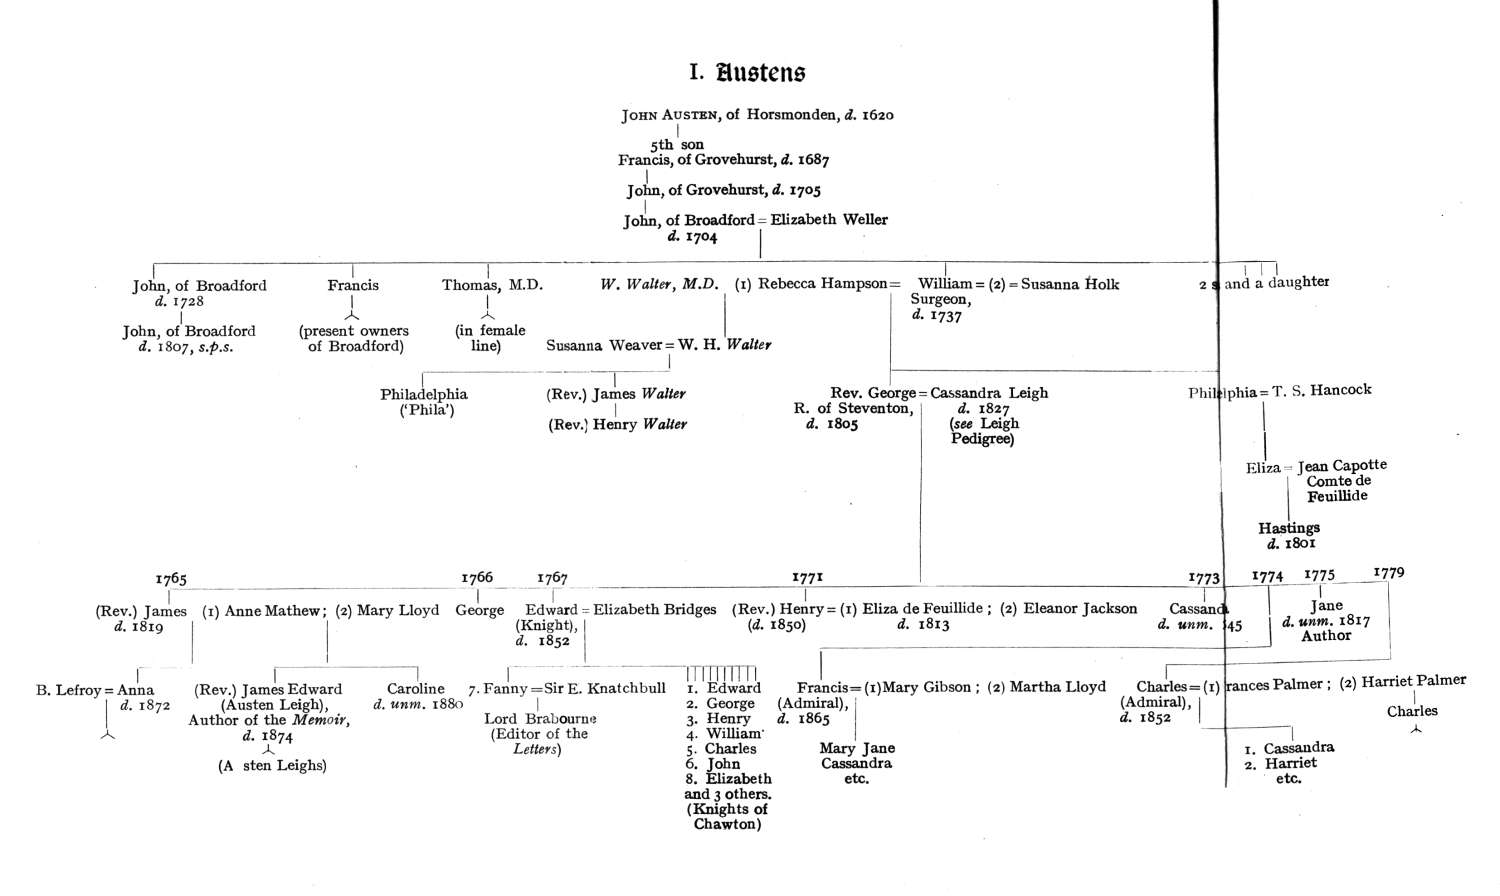 I. Austens
JOHN AUSTEN, of Horsmonden, d. 1620
5th son
Francis, of Grovehurst, d. 1687
John, of Grovehurst, d. 1705
John, of Broadford = Elizabeth Weller
d. 1704
John, of Broadford
d. 1728
John, of Broadford
d. 1807, s.p.s.
Francis
(present owners
of Broadford)
Thomas, M.D.
(in female
line)
W. Walter, M.D. (1) Rebecca Hampson = William = (2) = Susanna Holk
Surgeon,
d. 1737
2 s and a daughter
Susanna Weaver = W. H. Walter
Philadelphia
('Phila')
(Rev.) James Walter
(Rev.) Henry Walter
Rev. George = Cassandra Leigh
R. of Steventon,
d. 1805
d. 1827
(see Leigh
Pedigree)
Phil lphia = T. S. Hancock
Eliza = Jean Capotte
Comte de
Feuillide
Hastings
d. 1801
1765 1766 1767 1771 1773 1774 1775 1779
(Rev.) James (1) Anne Mathew; (2) Mary Lloyd
d. 1819
George
Edward = Elizabeth Bridges
(Knight),
d. 1852
(Rev.) Henry = (1) Eliza de Feuillide; (2) Eleanor Jackson
(d. 1850) d. 1813
Cassand
d. unm. 45
Jane
d. unm. 1817
Author
B. Lefroy = Anna
d. 1872
(Rev.) James Edward
(Austen Leigh),
Author of the Memoir,
d. 1874
(A sten Leighs)
Caroline
d. unm. 1880
7. Fanny = Sir E. Knatchbull
Lord Brabourne
(Editor of the
Letters)
1. Edward
2. George
3. Henry
4. William
5. Charles
6. John
8. Elizabeth
and 3 others.
(Knights of
Chawton)
Francis = (1) Mary Gibson; (2) Martha Lloyd
(Admiral),
d. 1865
Mary Jane
Cassandra
etc.
Charles = (1) rances Palmer; (2) Harriet Palmer
(Admiral),
d. 1852
Charles
1. Cassandra
2. Harriet
etc.